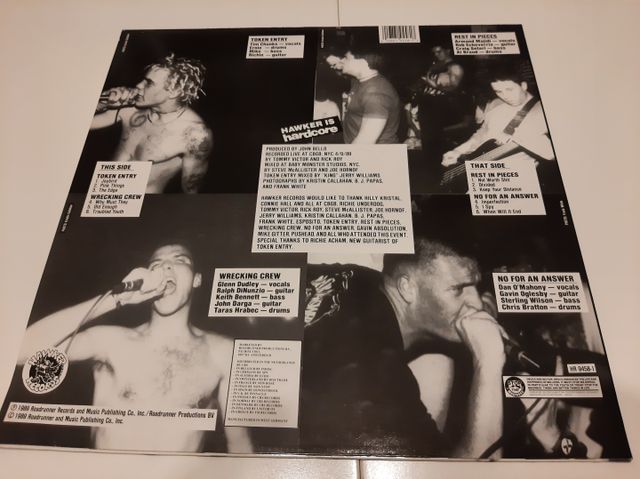 TOKEN ENTRY
Tim Chunks — vocals
Ernie — drums
Mike — bass
Richie — guitar
REST IN PIECES
Armand Majidi — vocals
Rob Echeverria — guitar
Craig Setari — bass
— drums
HAWKER IS
hardcore
PRODUCED BY JOHN BELLO
RECORDED LIVE AT CBGB, NYC
BY TOMMY VICTOR AND RICK ROY
MIXED AT BABY MONSTER STUDIOS, NYC.
BY STEVE McALLISTER AND JOE HORNOF
TOKEN ENTRY MIXED BY "KING" JERRY WILLIAMS
PHOTOGRAPHS BY KRISTIN CALLAHAN, B. J. PAPAS,
AND FRANK WHITE
HAWKER RECORDS WOULD LIKE TO THANK HILLY KRISTAL,
CONNIE HALL AND ALL AT CBGB, RICHIE UNDERDOG,
TOMMY VICTOR, RICK ROY, STEVE McALLISTER, JOE HORNOF,
JERRY WILLIAMS, KRISTIN CALLAHAN, B. J. PAPAS,
FRANK WHITE, ESPOSITO, TOKEN ENTRY, REST IN PIECES,
WRECKING CREW, NO FOR AN ANSWER, GAVIN ABSOLUTION,
MIKE GITTER, PUSHEAD, AND ALL WHO ATTENDED THIS EVENT.
SPECIAL THANKS TO RICHIE ACHAM, NEW GUITARIST OF
TOKEN ENTRY.
THIS SIDE
TOKEN ENTRY
1. Jaybird
2. Pink Things
3. The Edge
WRECKING CREW
4. Why Must They
5. Old Enough
6. Troubled Youth
THAT SIDE
REST IN PIECES
1. Not Worth Shit
2. Divided
3. Keep Your Distance
NO FOR AN ANSWER
4. Imperfection
5. I Spy
6. When Will It End
WRECKING CREW
Glenn Dudley — vocals
Ralph DiNunzio — guitar
Keith Bennett — bass
John Darga — guitar
Taras Hrabec — drums
NO FOR AN ANSWER
Dan O'Mahony — vocals
Gavin Oglesby — guitar
Sterling Wilson — bass
Chris Bratton — drums
HR 9458-1
Ⓟ 1989 Roadrunner Records and Music Publishing Co. Inc./Roadrunner Productions BV
© 1989 Roadrunner Records and Music Publishing Co. Inc.